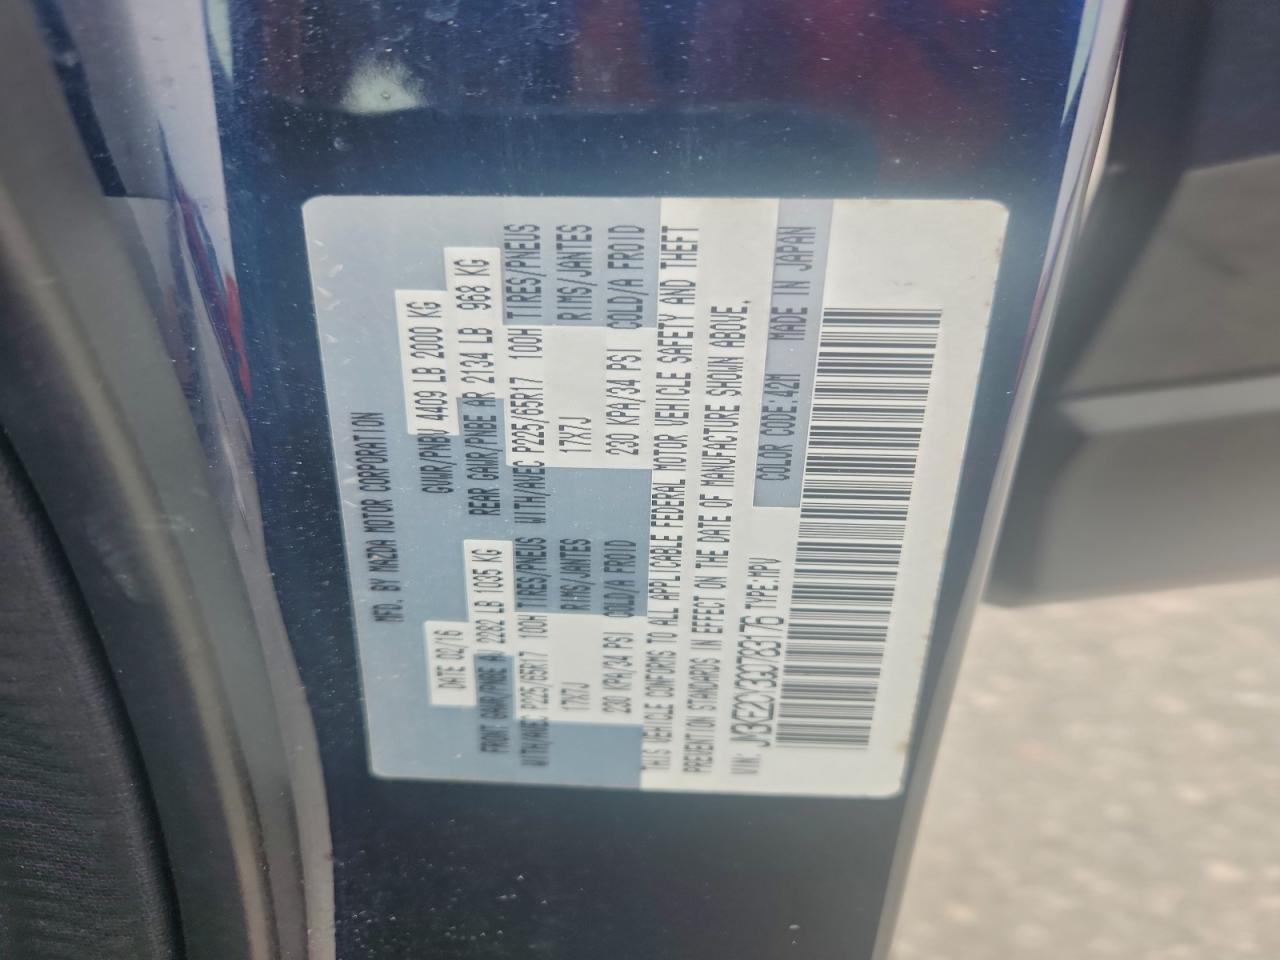 MFD. BY MAZDA MOTOR CORPORATION
DATE 02/16 GVWR/PNBV 4409 LB 2000 KG
FRONT GAWR/PNBE AV 2282 LB 1035 KG REAR GAWR/PNBE AR 2134 LB 968 KG
WITH/AVEC P225/65R17 100H TIRES/PNEUS WITH/AVEC P225/65R17 100H TIRES/PNEUS
17X7J RIMS/JANTES 17X7J RIMS/JANTES
230 KPA/34 PSI COLD/A FROID 230 KPA/34 PSI COLD/A FROID
THIS VEHICLE CONFORMS TO ALL APPLICABLE FEDERAL MOTOR VEHICLE SAFETY AND THEFT
PREVENTION STANDARDS IN EFFECT ON THE DATE OF MANUFACTURE SHOWN ABOVE.
VIN: TYPE:MPV
COLOR CODE:42M MADE IN JAPAN